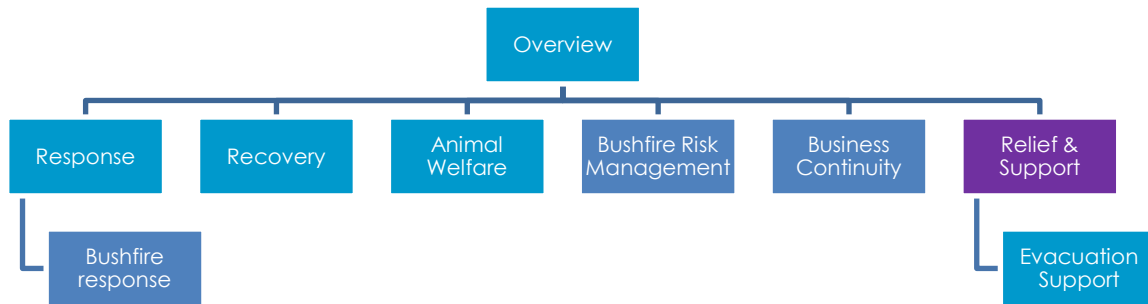 Overview
Response
Recovery
Animal
Welfare
Bushfire Risk
Management
Business
Continuity
Relief &
Support
Bushfire
response
Evacuation
Support